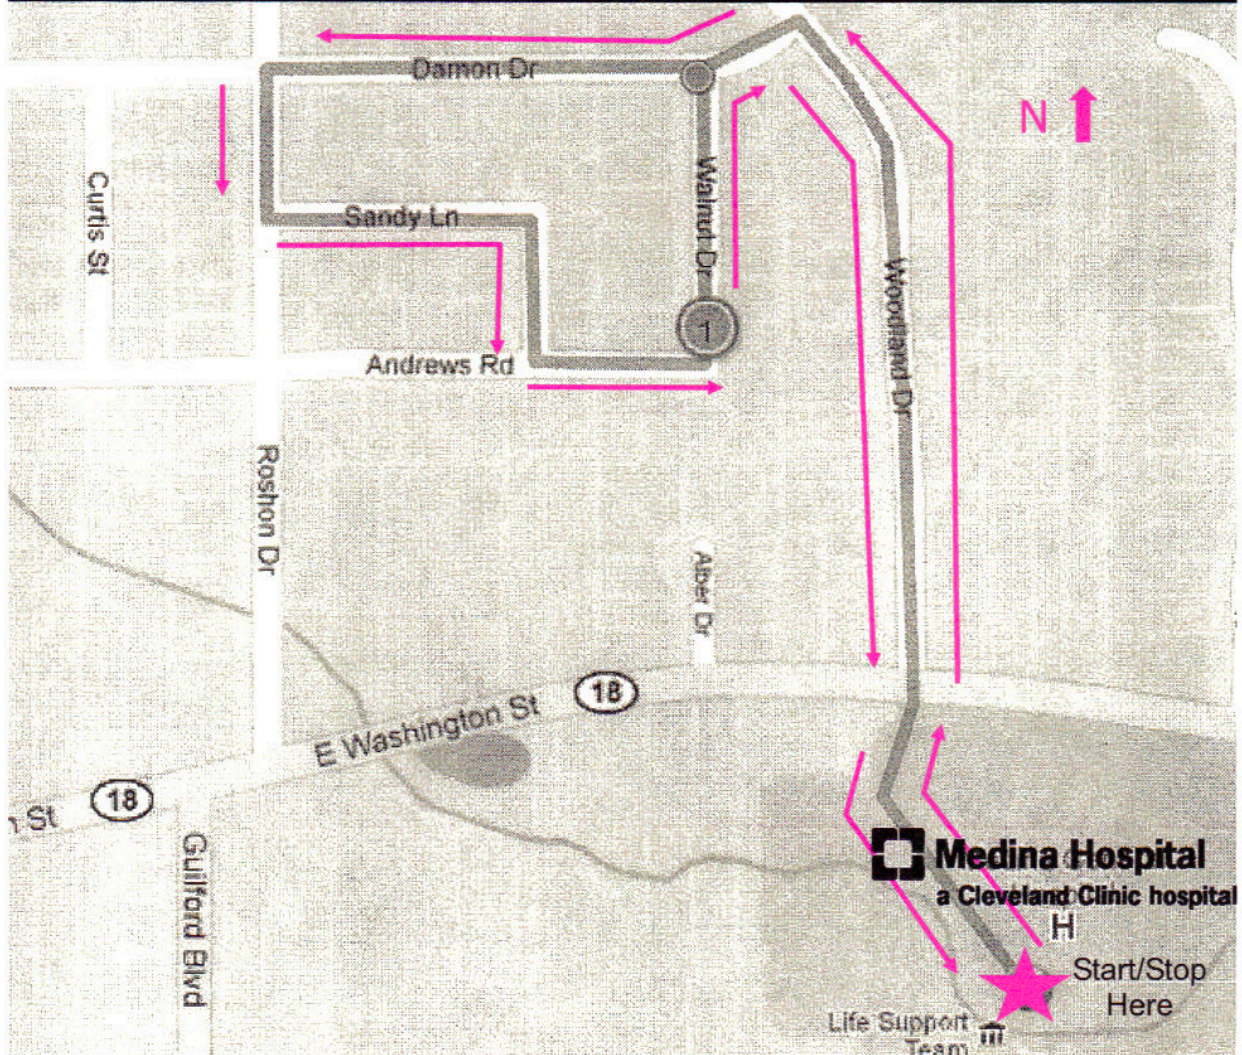 Damon Dr
N
Curtis St
Sandy Ln
Walnut Dr
Woodland Dr
1
Andrews Rd
Roshon Dr
Alber Dr
18
E Washington St
18
n St
Guilford Blvd
Medina Hospital
a Cleveland Clinic hospital
H
Start/Stop
Here
Life Support
Team